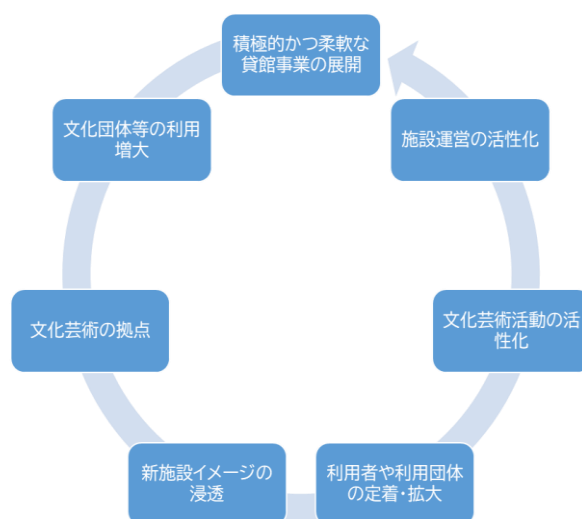 積極的かつ柔軟な
貸館事業の展開
文化団体等の利用
増大
文化芸術の拠点
新施設イメージの
浸透
利用者や利用団体
の定着・拡大
文化芸術活動の活
性化
施設運営の活性化